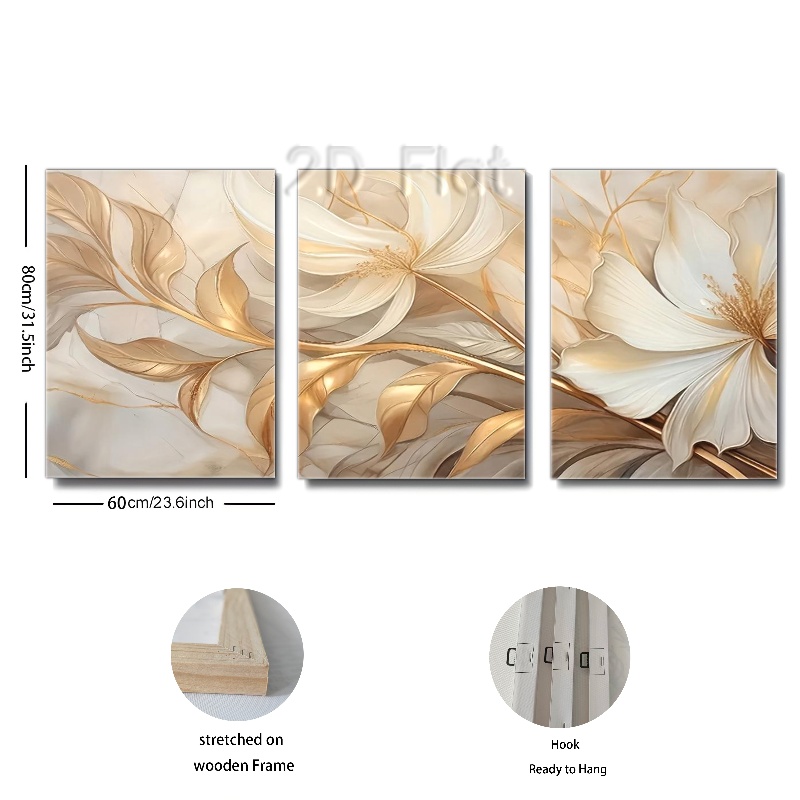 2D Flat
80cm/31.5inch
60cm/23.6inch
stretched on
wooden Frame
Hook
Ready to Hang